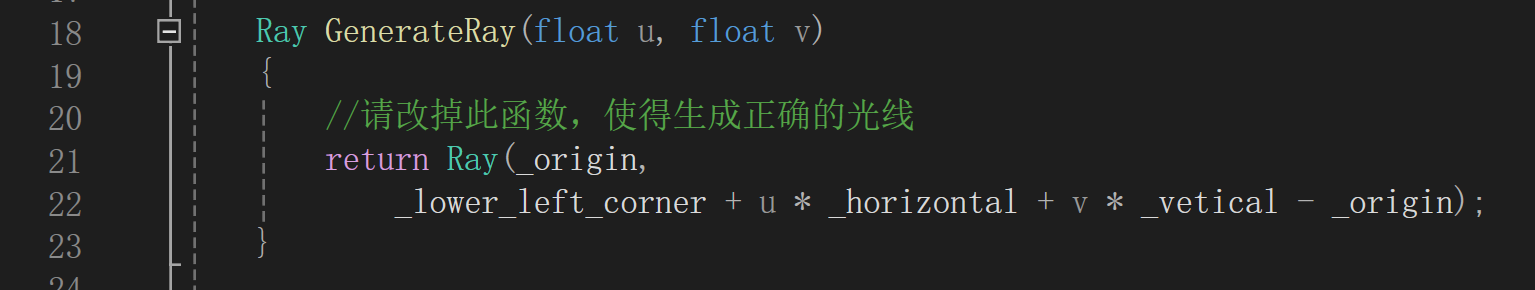 18 Ray GenerateRay(float u, float v)
19 {
20 //请改掉此函数，使得生成正确的光线
21 return Ray(_origin,
22 _lower_left_corner + u * _horizontal + v * _vetical - _origin);
23 }
24